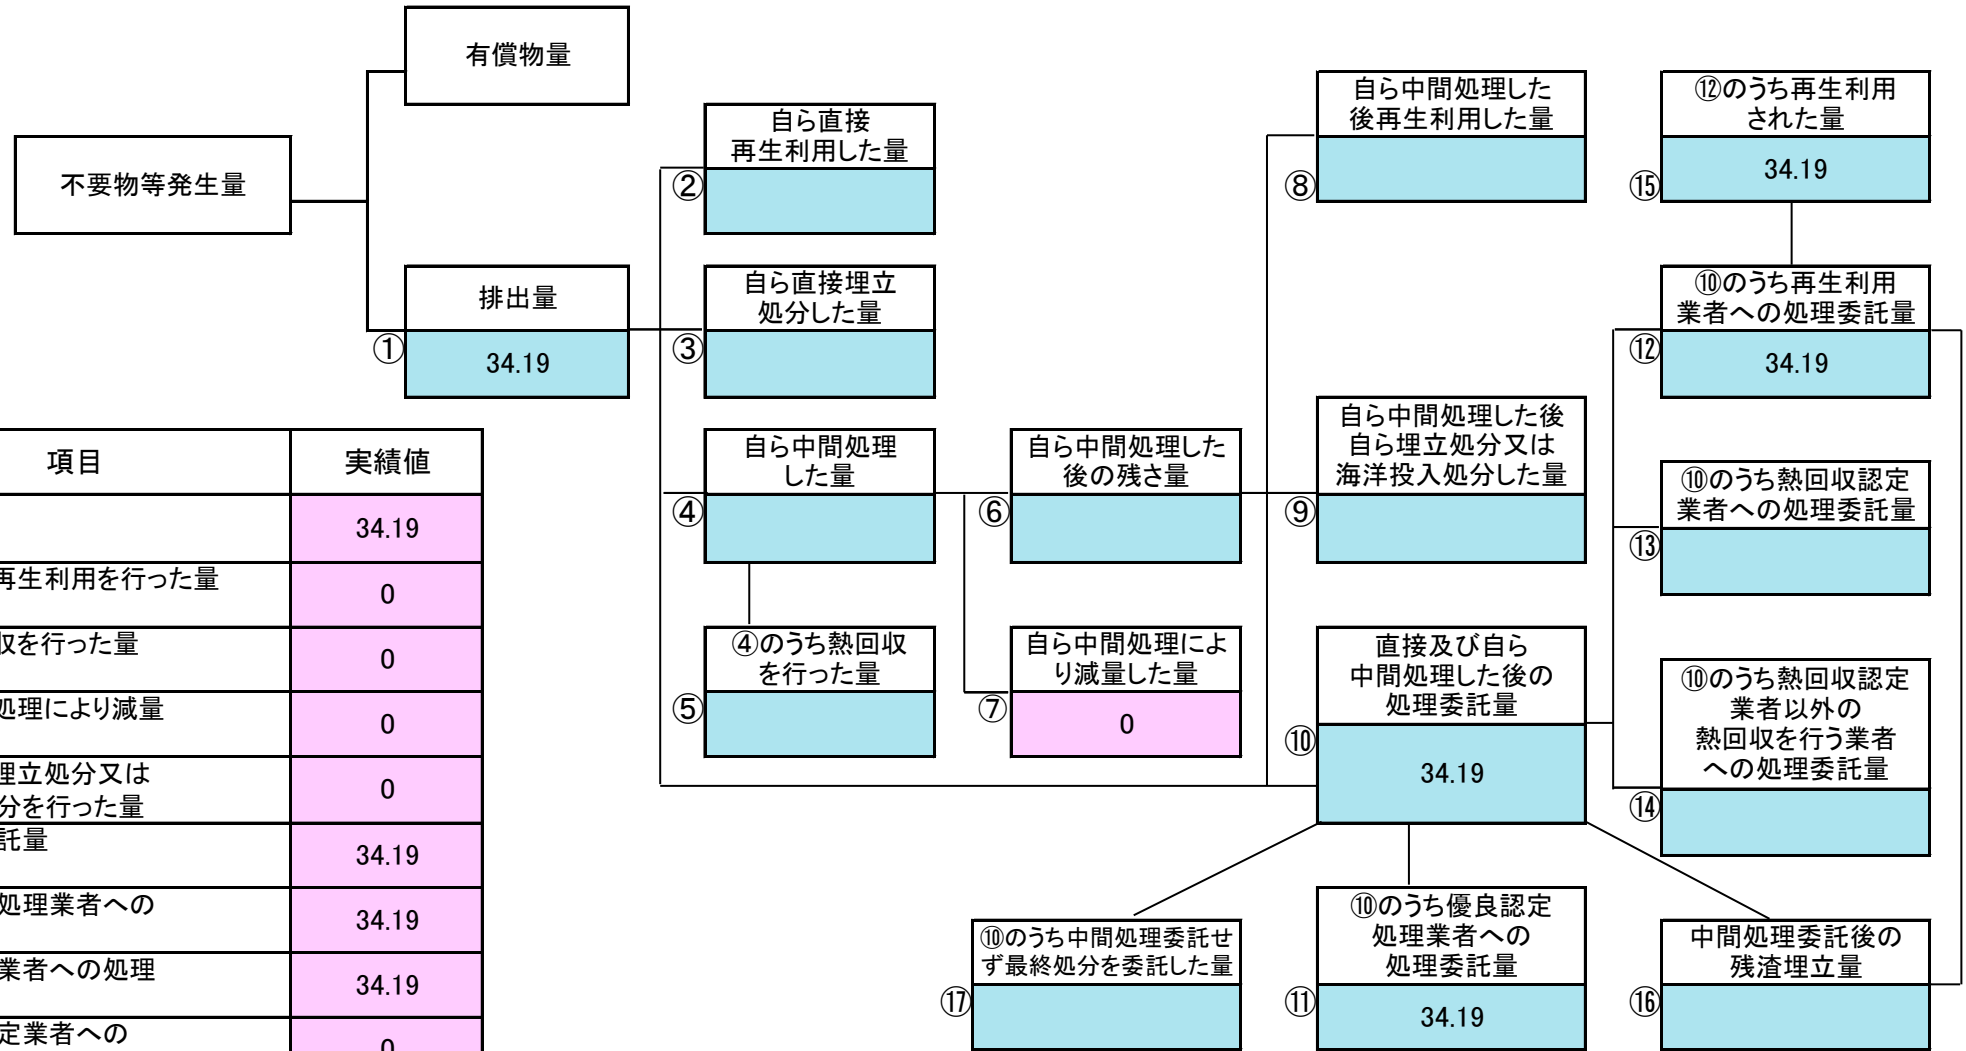 有償物量
不要物等発生量
排出量
①
34.19
自ら直接
再生利用した量
②
自ら直接埋立
処分した量
③
自ら中間処理
した量
④
④のうち熱回収
を行った量
⑤
自ら中間処理した
後の残さ量
⑥
自ら中間処理によ
り減量した量
⑦
0
自ら中間処理した
後再生利用した量
⑧
自ら中間処理した後
自ら埋立処分又は
海洋投入処分した量
⑨
直接及び自ら
中間処理した後の
処理委託量
⑩
34.19
⑫のうち再生利用
された量
⑮
34.19
⑩のうち再生利用
業者への処理委託量
⑫
34.19
⑩のうち熱回収認定
業者への処理委託量
⑬
⑩のうち熱回収認定
業者以外の
熱回収を行う業者
への処理委託量
⑭
⑩のうち中間処理委託せ
ず最終処分を委託した量
⑰
⑩のうち優良認定
処理業者への
処理委託量
⑪
34.19
中間処理委託後の
残渣埋立量
⑯
項目 実績値
34.19
再生利用を行った量
0
収を行った量
0
処理により減量
0
埋立処分又は
分を行った量
0
託量
34.19
処理業者への
34.19
業者への処理
34.19
定業者への
0